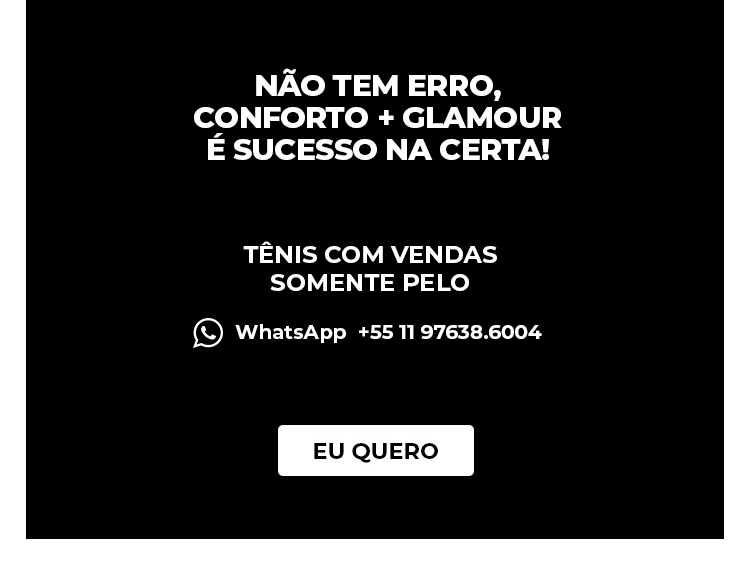 NÃO TEM ERRO,
CONFORTO + GLAMOUR
É SUCESSO NA CERTA!
TÊNIS COM VENDAS
SOMENTE PELO
WhatsApp +55 11 97638.6004
EU QUERO